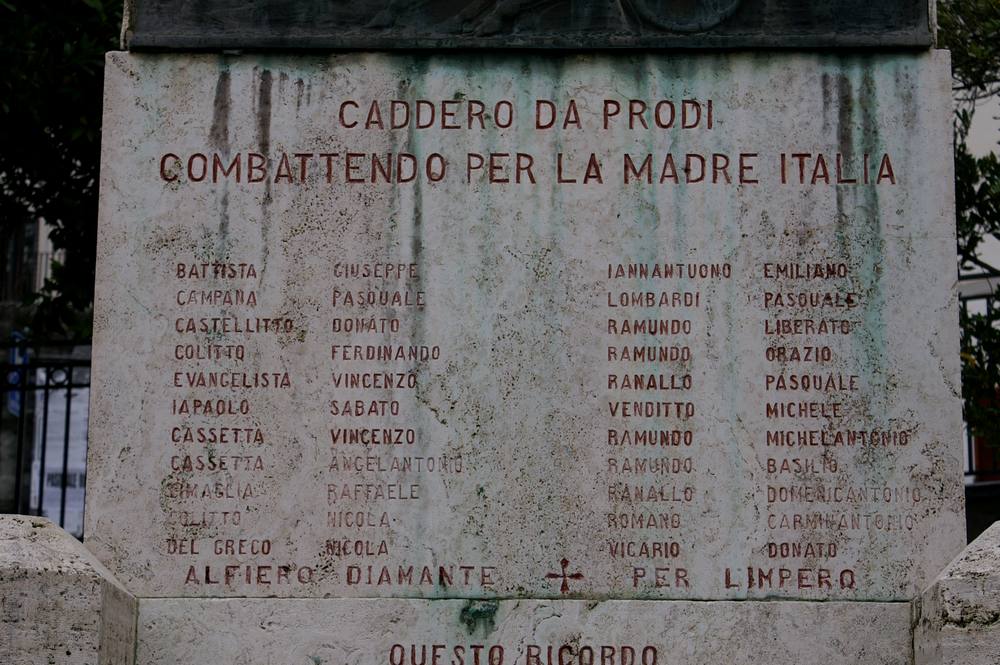 CADDERO DA PRODI
COMBATTENDO PER LA MADRE ITALIA
BATTISTA GIUSEPPE
CAMPANA PASQUALE
CASTELLITTO DONATO
COLITTO FERDINANDO
EVANGELISTA VINCENZO
IAPAOLO SABATO
CASSETTA VINCENZO
CASSETTA ANGELANTONIO
CIMAGLIA RAFFAELE
COLITTO NICOLA
DEL GRECO NICOLA
IANNANTUONO EMILIANO
LOMBARDI PASQUALE
RAMUNDO LIBERATO
RAMUNDO ORAZIO
RANALLO PASQUALE
VENDITTO MICHELE
RAMUNDO MICHELANTONIO
RAMUNDO BASILIO
RANALLO DOMENICANTONIO
ROMANO CARMINANTONIO
VICARIO DONATO
ALFIERO DIAMANTE PER L'IMPERO
QUESTO RICORDO